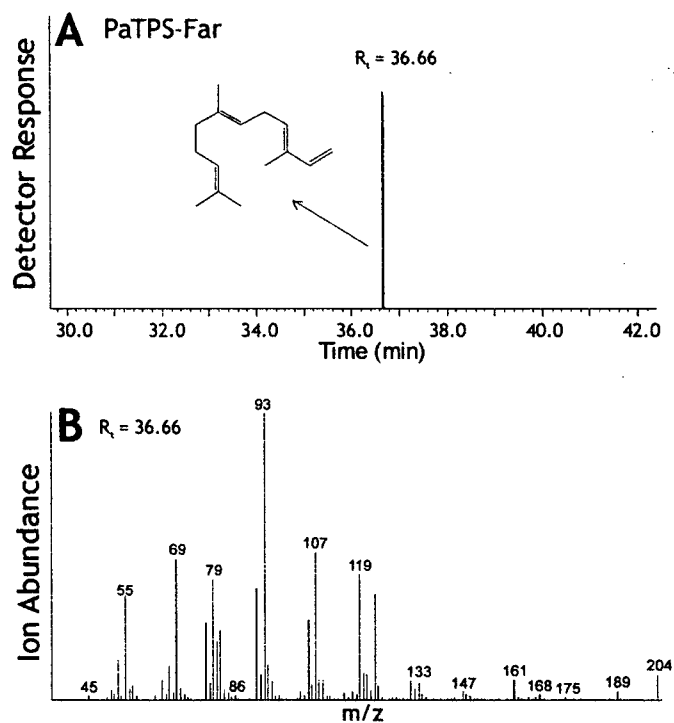 A PaTPS-Far
Rt = 36.66
Detector Response
30.0 32.0 34.0 36.0 38.0 40.0 42.0
Time (min)
B Rt = 36.66
Ion Abundance
45 55 69 79 86 93 107 119 133 147 161 168 175 189 204
m/z